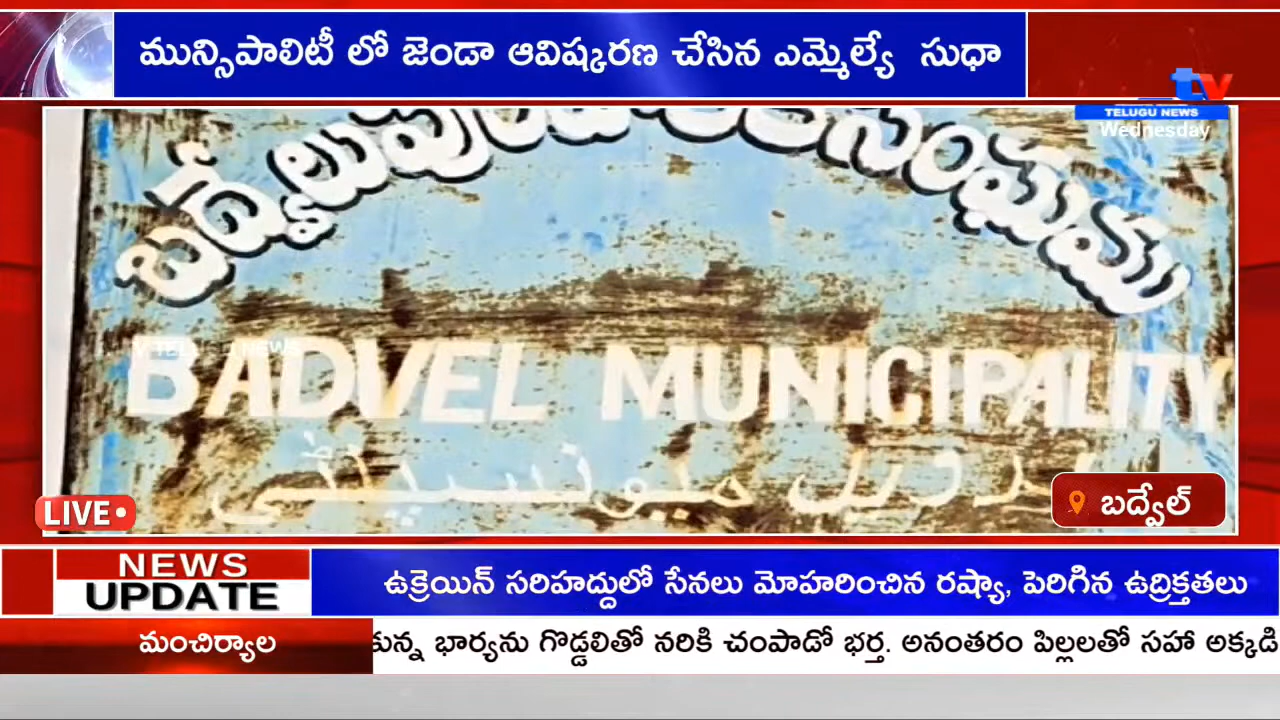 మున్సిపాలిటీ లో జెండా ఆవిష్కరణ చేసిన ఎమ్మెల్యే సుధా
tv
TELUGU NEWS
Wednesday
BADVEL MUNICIPALITY
LIVE
బద్వేల్
NEWS
UPDATE
ఉక్రెయిన్ సరిహద్దులో సేనలు మోహరించిన రష్యా, పెరిగిన ఉద్రిక్తతలు
మంచిర్యాల
కున్న భార్యను గొడ్డలితో నరికి చంపాడో భర్త. అనంతరం పిల్లలతో సహా అక్కడి